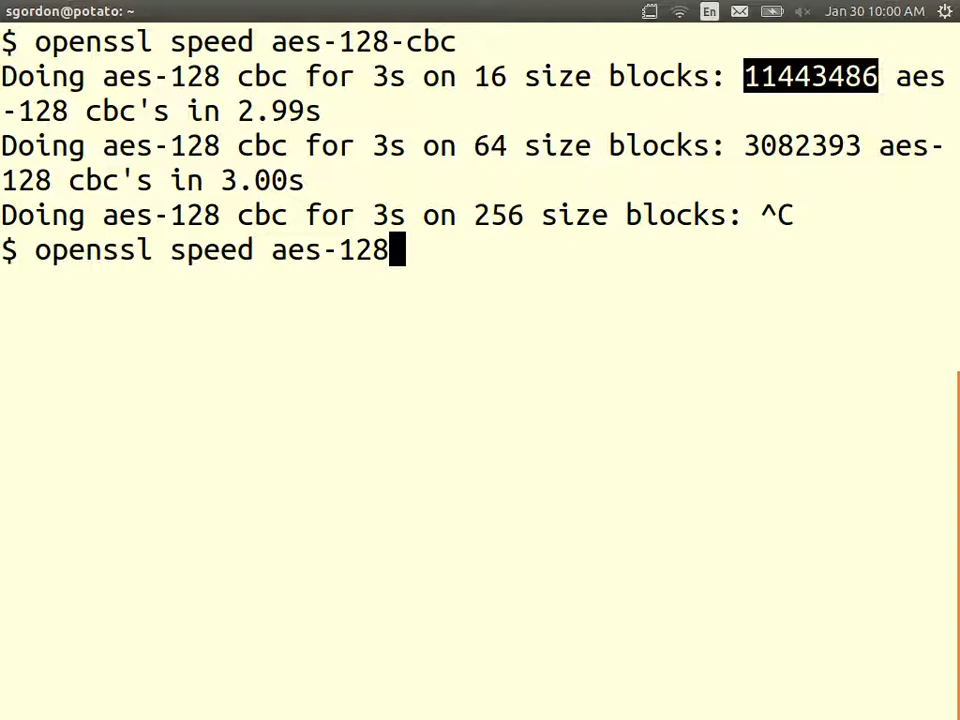 sgordon@potato: ~
En
Jan 30 10:00 AM
$ openssl speed aes-128-cbc
Doing aes-128 cbc for 3s on 16 size blocks: 11443486 aes
-128 cbc's in 2.99s
Doing aes-128 cbc for 3s on 64 size blocks: 3082393 aes-
128 cbc's in 3.00s
Doing aes-128 cbc for 3s on 256 size blocks: ^C
$ openssl speed aes-128